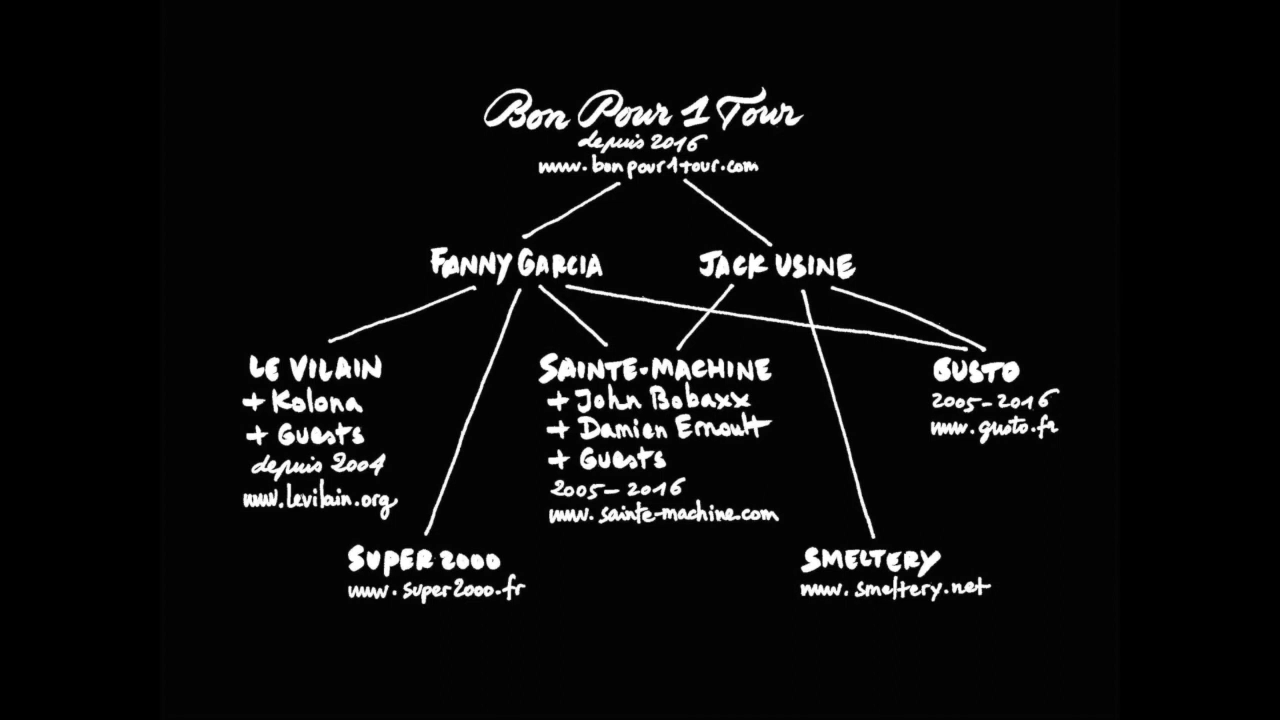 Bon Pour 1 Tour
depuis 2016
www.bonpour1tour.com
FANNY GARCIA
JACK USINE
LE VILAIN
+ Kolona
+ Guests
depuis 2004
www.levilain.org
SAINTE-MACHINE
+ John Bobaxx
+ Damien Ernoult
+ Guests
2005-2016
www.sainte-machine.com
GUSTO
2005-2016
www.gusto.fr
SUPER 2000
www.super2000.fr
SMELTERY
www.smeltery.net